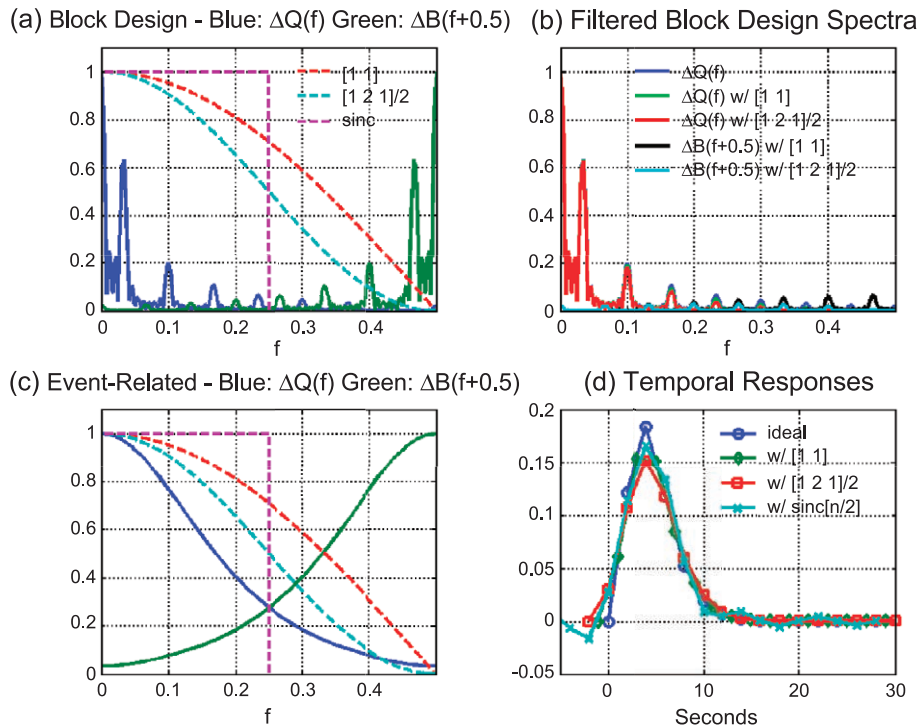 (a) Block Design - Blue: ΔQ(f) Green: ΔB(f+0.5)
1
0.8
0.6
0.4
0.2
0
0
0.1
0.2
0.3
0.4
f
[1 1]
[1 2 1]/2
sinc
(b) Filtered Block Design Spectra
1
0.8
0.6
0.4
0.2
0
0
0.1
0.2
0.3
0.4
f
ΔQ(f)
ΔQ(f) w/ [1 1]
ΔQ(f) w/ [1 2 1]/2
ΔB(f+0.5) w/ [1 1]
ΔB(f+0.5) w/ [1 2 1]/2
(c) Event-Related - Blue: ΔQ(f) Green: ΔB(f+0.5)
1
0.8
0.6
0.4
0.2
0
0
0.1
0.2
0.3
0.4
f
(d) Temporal Responses
0.2
0.15
0.1
0.05
0
-0.05
0
10
20
30
Seconds
ideal
w/ [1 1]
w/ [1 2 1]/2
w/ sinc[n/2]